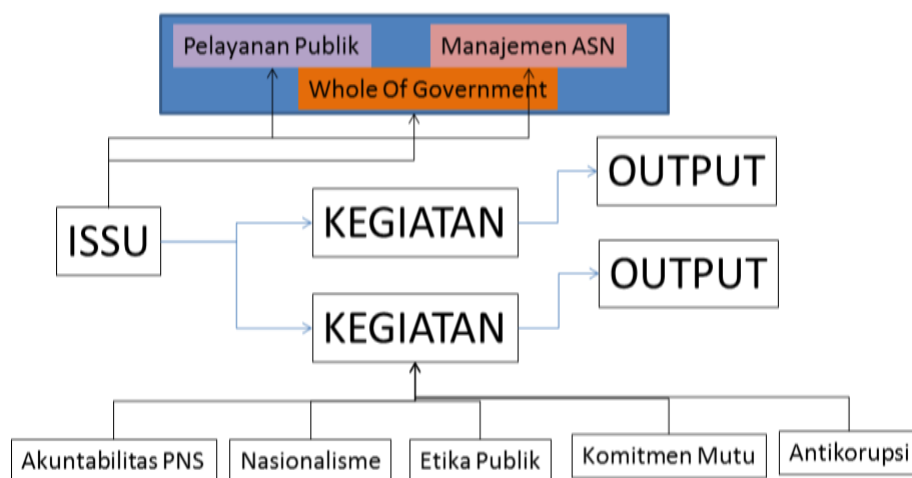 Pelayanan Publik
Manajemen ASN
Whole Of Government
OUTPUT
KEGIATAN
ISSU
OUTPUT
KEGIATAN
Akuntabilitas PNS
Nasionalisme
Etika Publik
Komitmen Mutu
Antikorupsi